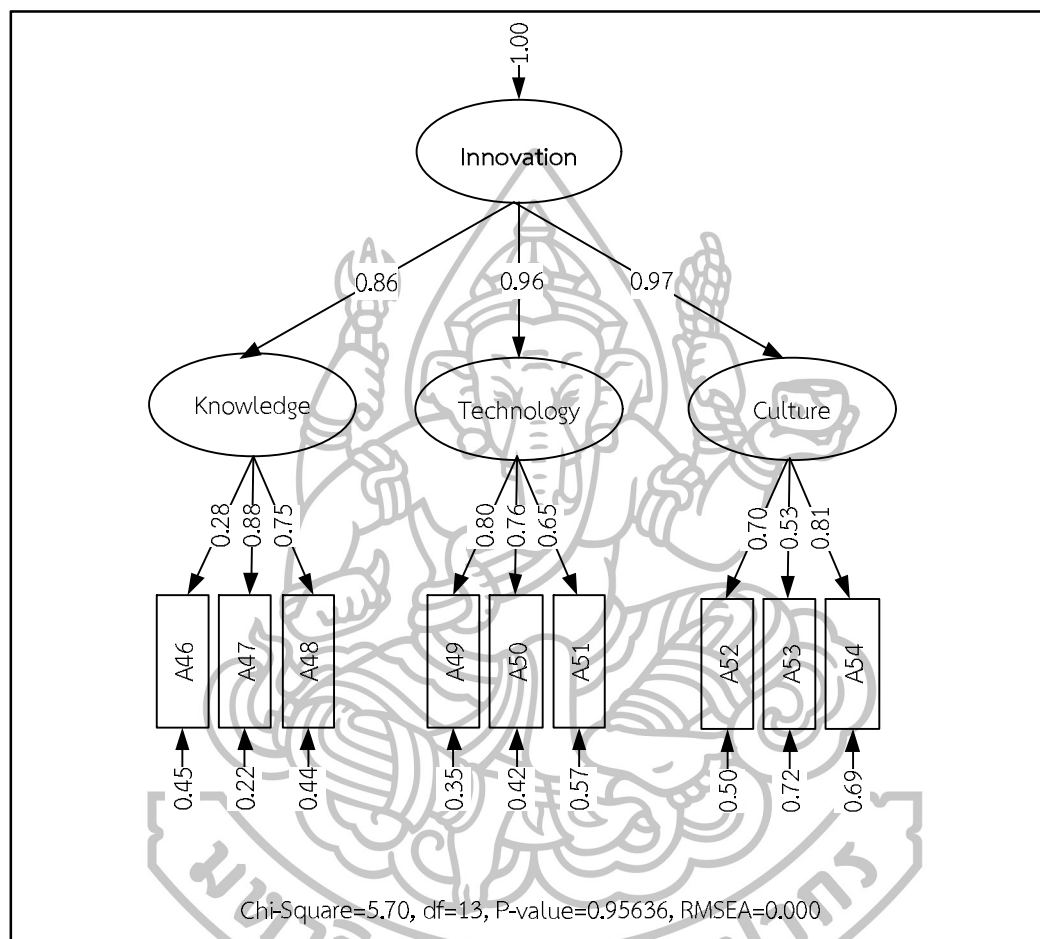 1.00
Innovation
0.86 0.96 0.97
Knowledge Technology Culture
0.28 0.88 0.75 0.80 0.76 0.65 0.70 0.53 0.81
A46 A47 A48 A49 A50 A51 A52 A53 A54
0.45 0.22 0.44 0.35 0.42 0.57 0.50 0.72 0.69
Chi-Square=5.70, df=13, P-value=0.95636, RMSEA=0.000